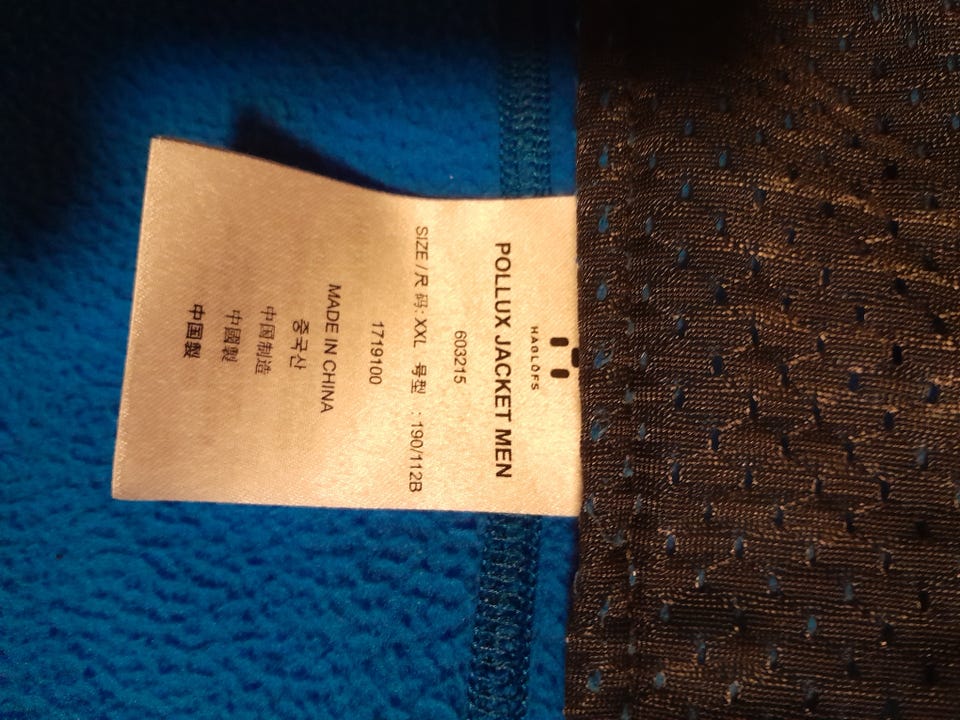 HAGLÖFS
POLLUX JACKET MEN
603215
SIZE / 尺 码: XXL 号型 : 190/112B
1719100
MADE IN CHINA
중국산
中国制造
中國製
中国製